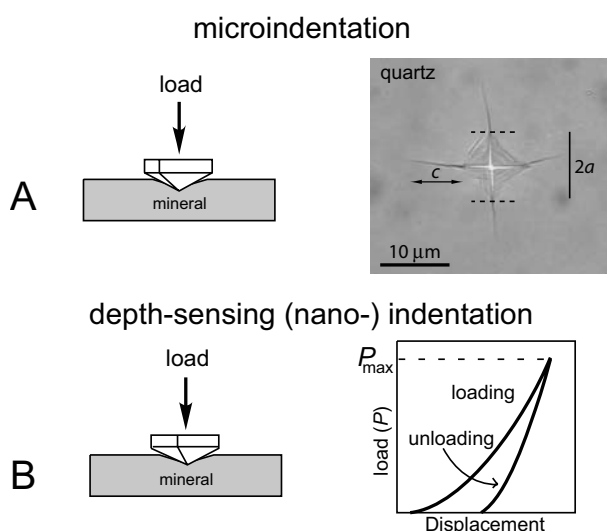 microindentation
load
A
mineral
quartz
2a
c
10 μm
depth-sensing (nano-) indentation
load
B
mineral
Pmax
loading
unloading
load (P)
Displacement